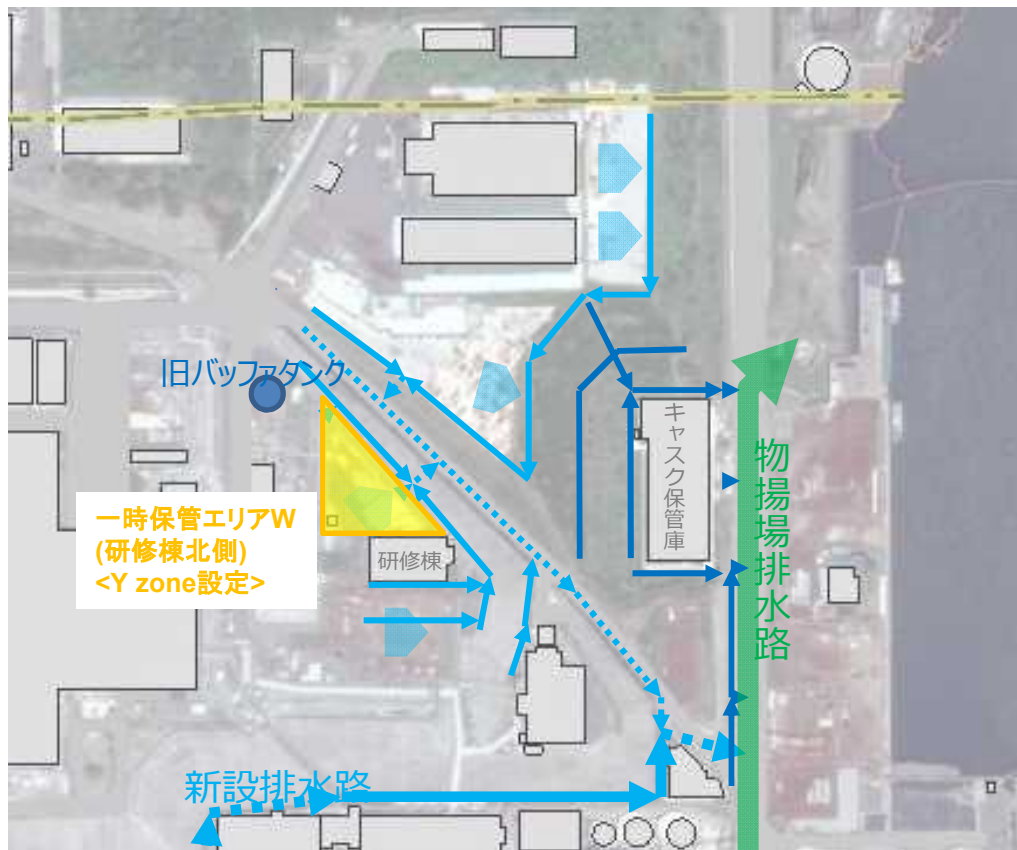 旧バッファタンク
一時保管エリアW
(研修棟北側)
<Y zone設定>
研修棟
キャスク保管庫
物揚場排水路
新設排水路